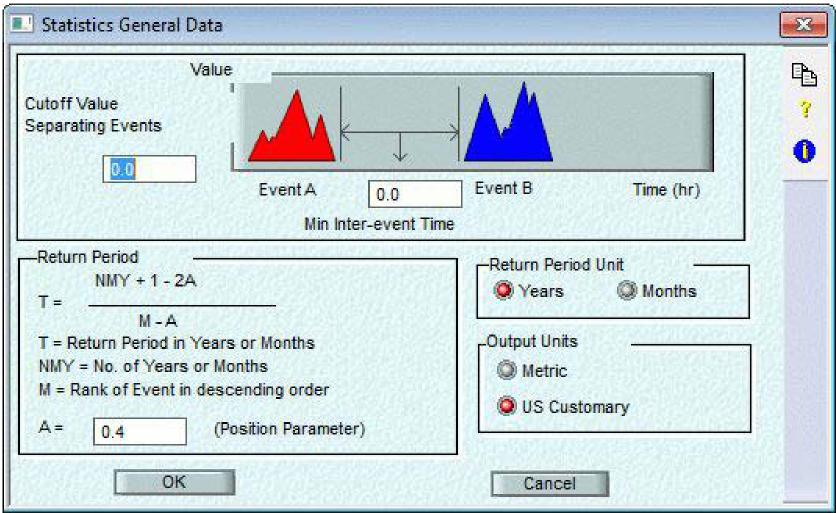 Statistics General Data
Value
Cutoff Value
Separating Events
0.0
Event A
0.0
Event B
Time (hr)
Min Inter-event Time
Return Period
NMY + 1 - 2A
T =
M - A
T = Return Period in Years or Months
NMY = No. of Years or Months
M = Rank of Event in descending order
A =
0.4
(Position Parameter)
Return Period Unit
Years
Months
Output Units
Metric
US Customary
OK
Cancel